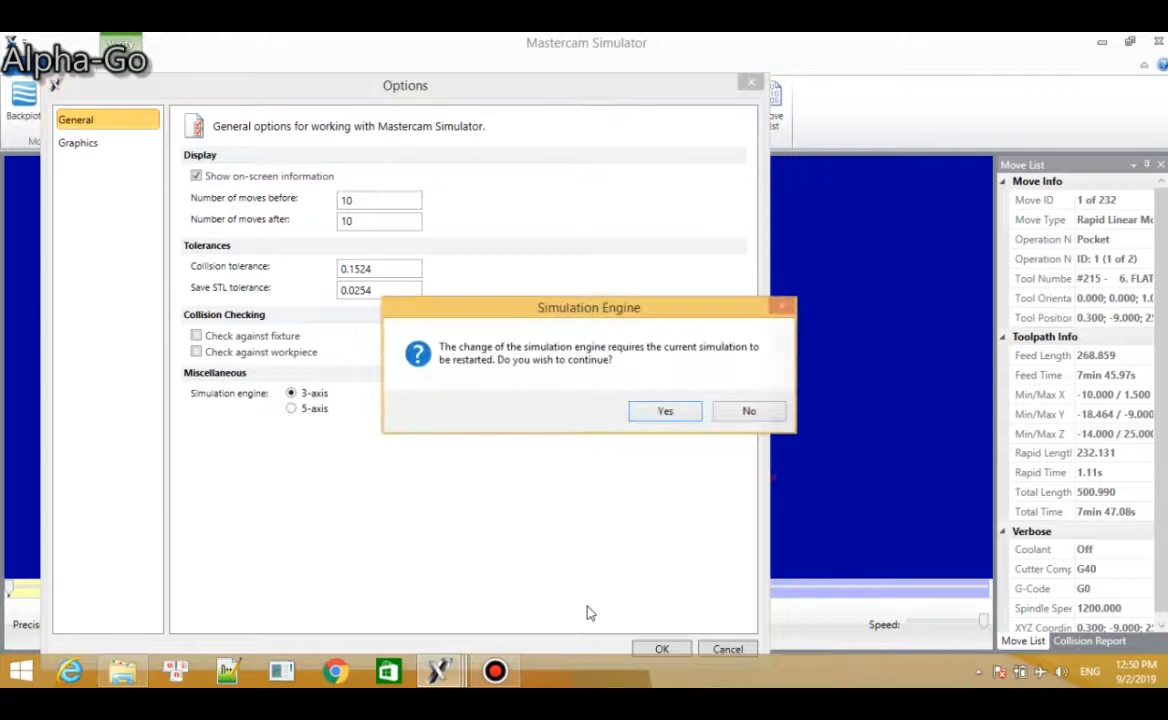 Alpha-Go
Mastercam Simulator
Options
Backplot
General
Graphics
General options for working with Mastercam Simulator.
Display
Show on-screen information
Number of moves before: 10
Number of moves after: 10
Tolerances
Collision tolerance: 0.1524
Save STL tolerance: 0.0254
Collision Checking
Check against fixture
Check against workpiece
Miscellaneous
Simulation engine: 3-axis
5-axis
Simulation Engine
The change of the simulation engine requires the current simulation to
be restarted. Do you wish to continue?
Yes No
OK Cancel
Precis
Speed:
Move List
Move Info
Move ID 1 of 232
Move Type Rapid Linear Mo
Operation N Pocket
Operation N ID: 1 (1 of 2)
Tool Numbe #215 - 6. FLAT
Tool Orienta 0.000; 0.000; 1.0
Tool Position 0.300; -9.000; 2
Toolpath Info
Feed Length 268.859
Feed Time 7min 45.97s
Min/Max X -10.000 / 1.500
Min/Max Y -18.464 / -9.000
Min/Max Z -14.000 / 25.000
Rapid Lengtl 232.131
Rapid Time 1.11s
Total Length 500.990
Total Time 7min 47.08s
Verbose
Coolant Off
Cutter Comp G40
G-Code G0
Spindle Spee 1200.000
XYZ Coordin 0.300; -9.000; 2
Move List Collision Report
ENG
12:50 PM
9/2/2019